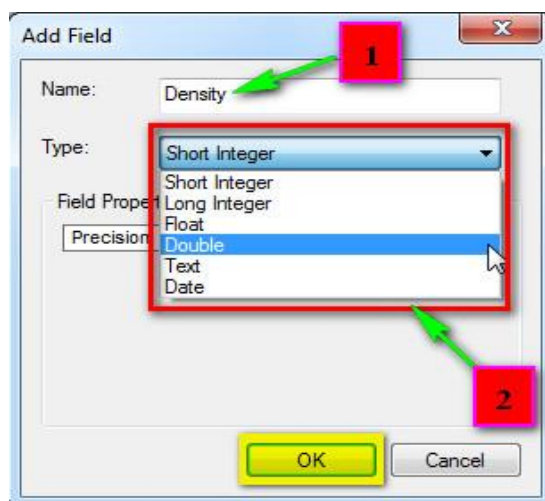 Add Field
1
Name: Density
Type: Short Integer
Short Integer
Field Proper Long Integer
Float
Precision Double
Text
Date
2
OK Cancel